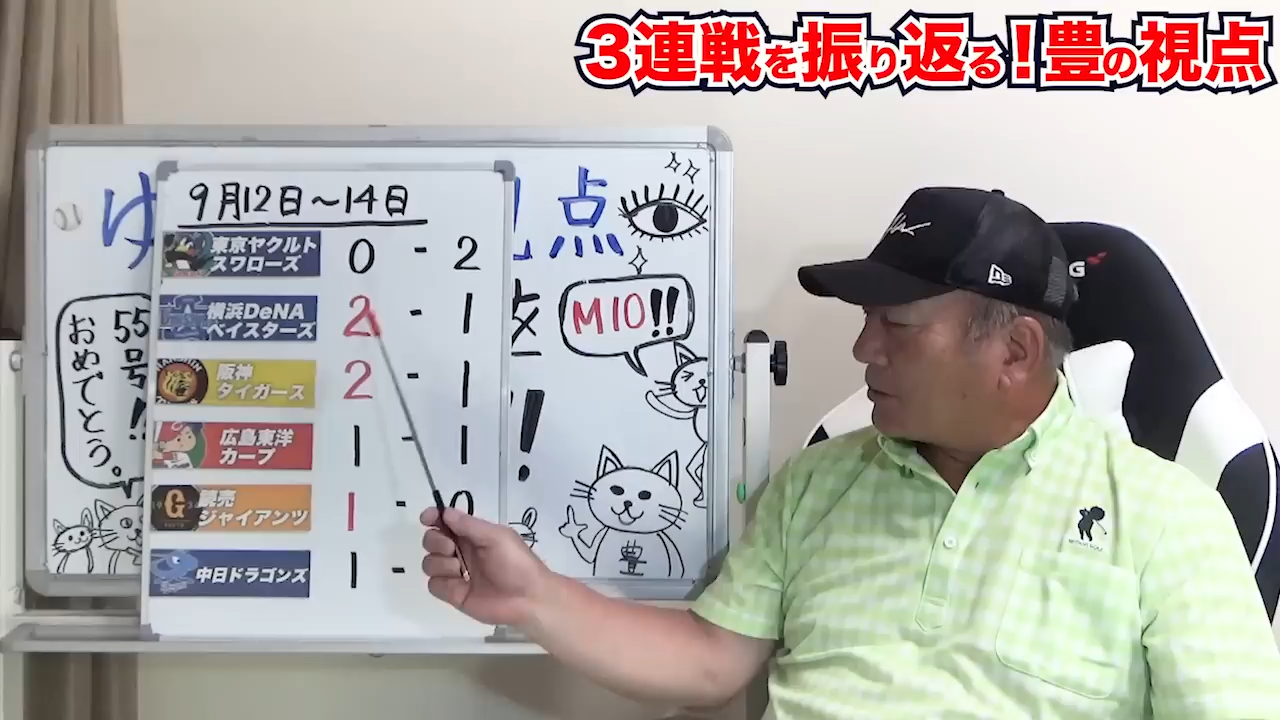 3連戦を振り返る!豊の視点
ゆ
視点
9月12日~14日
東京ヤクルト
スワローズ
0 - 2
横浜DeNA
ベイスターズ
2 - 1
阪神
タイガース
2 - 1
広島東洋
カープ
1 - 1
G
読売
ジャイアンツ
1 - 0
中日ドラゴンズ
1 -
M10!!
55
号
!!
おめでとう。
!!
豊
G